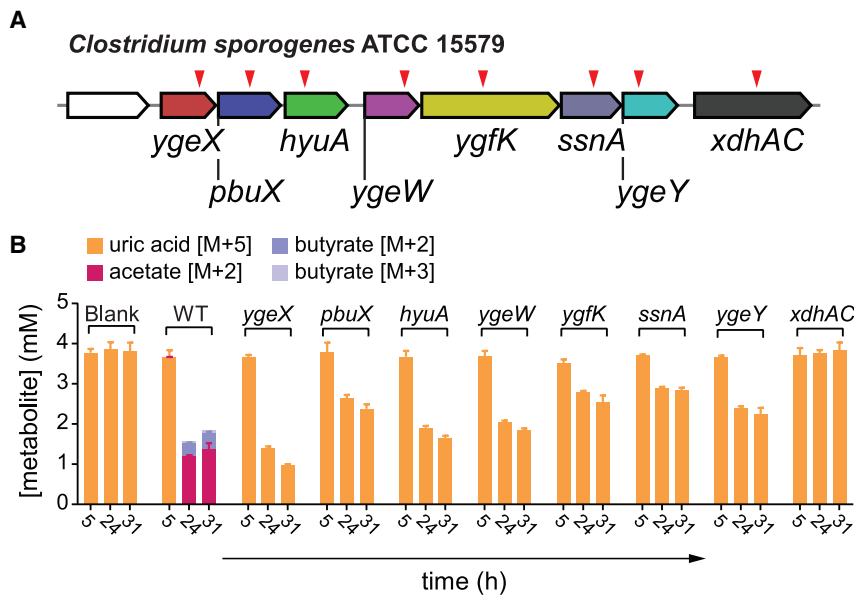 A
Clostridium sporogenes ATCC 15579
ygeX hyuA ygfK ssnA xdhAC
pbuX ygeW ygeY
B
uric acid [M+5] butyrate [M+2]
acetate [M+2] butyrate [M+3]
[metabolite] (mM)
5
4
3
2
1
0
Blank WT ygeX pbuX hyuA ygeW ygfK ssnA ygeY xdhAC
5 24 31 5 24 31 5 24 31 5 24 31 5 24 31 5 24 31 5 24 31 5 24 31 5 24 31 5 24 31
time (h)